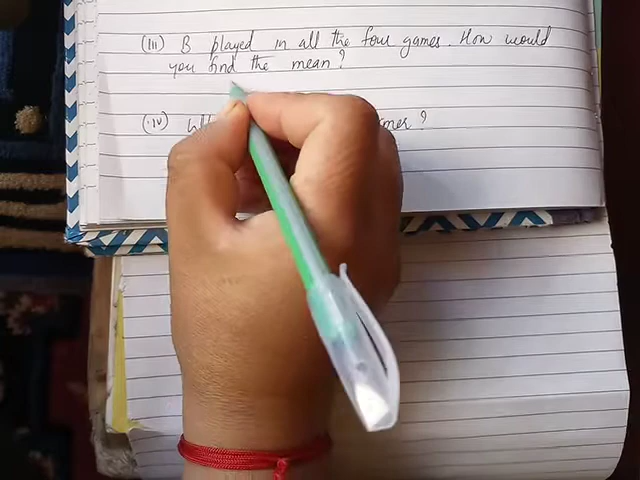 (iii) B played in all the four games. How would
you find the mean?
(iv)